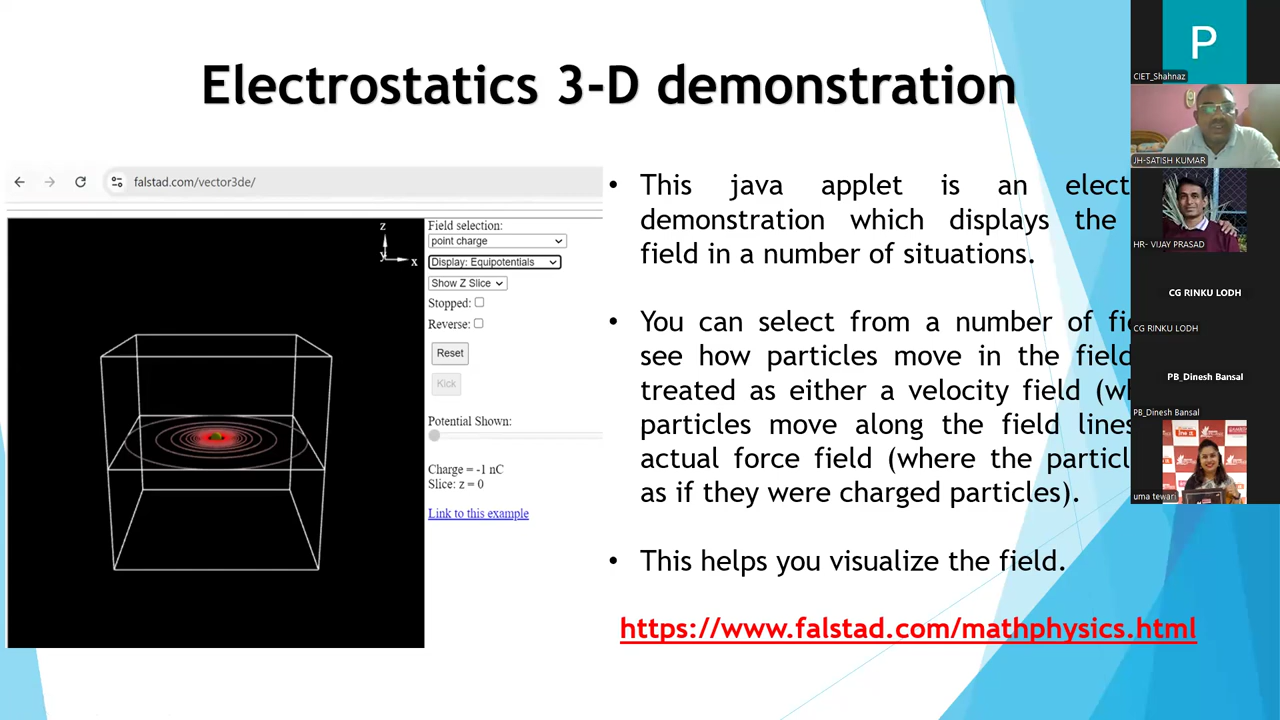 Electrostatics 3-D demonstration
falstad.com/vector3de/
z
y
x
Field selection:
point charge
Display: Equipotentials
Show Z Slice
Stopped:
Reverse:
Reset
Kick
Potential Shown:
Charge = -1 nC
Slice: z = 0
Link to this example
• This java applet is an elect
demonstration which displays the
field in a number of situations.
• You can select from a number of fi
see how particles move in the field
treated as either a velocity field (w
particles move along the field lines
actual force field (where the particl
as if they were charged particles).
• This helps you visualize the field.
https://www.falstad.com/mathphysics.html
P
CIET_Shahnaz
JH-SATISH KUMAR
HR- VIJAY PRASAD
CG RINKU LODH
CG RINKU LODH
PB_Dinesh Bansal
PB_Dinesh Bansal
uma tewari